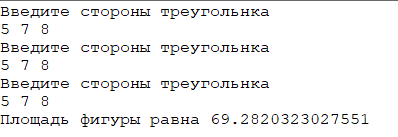 Введите стороны треугольнка
5 7 8
Введите стороны треугольнка
5 7 8
Введите стороны треугольнка
5 7 8
Площадь фигуры равна 69.2820323027551